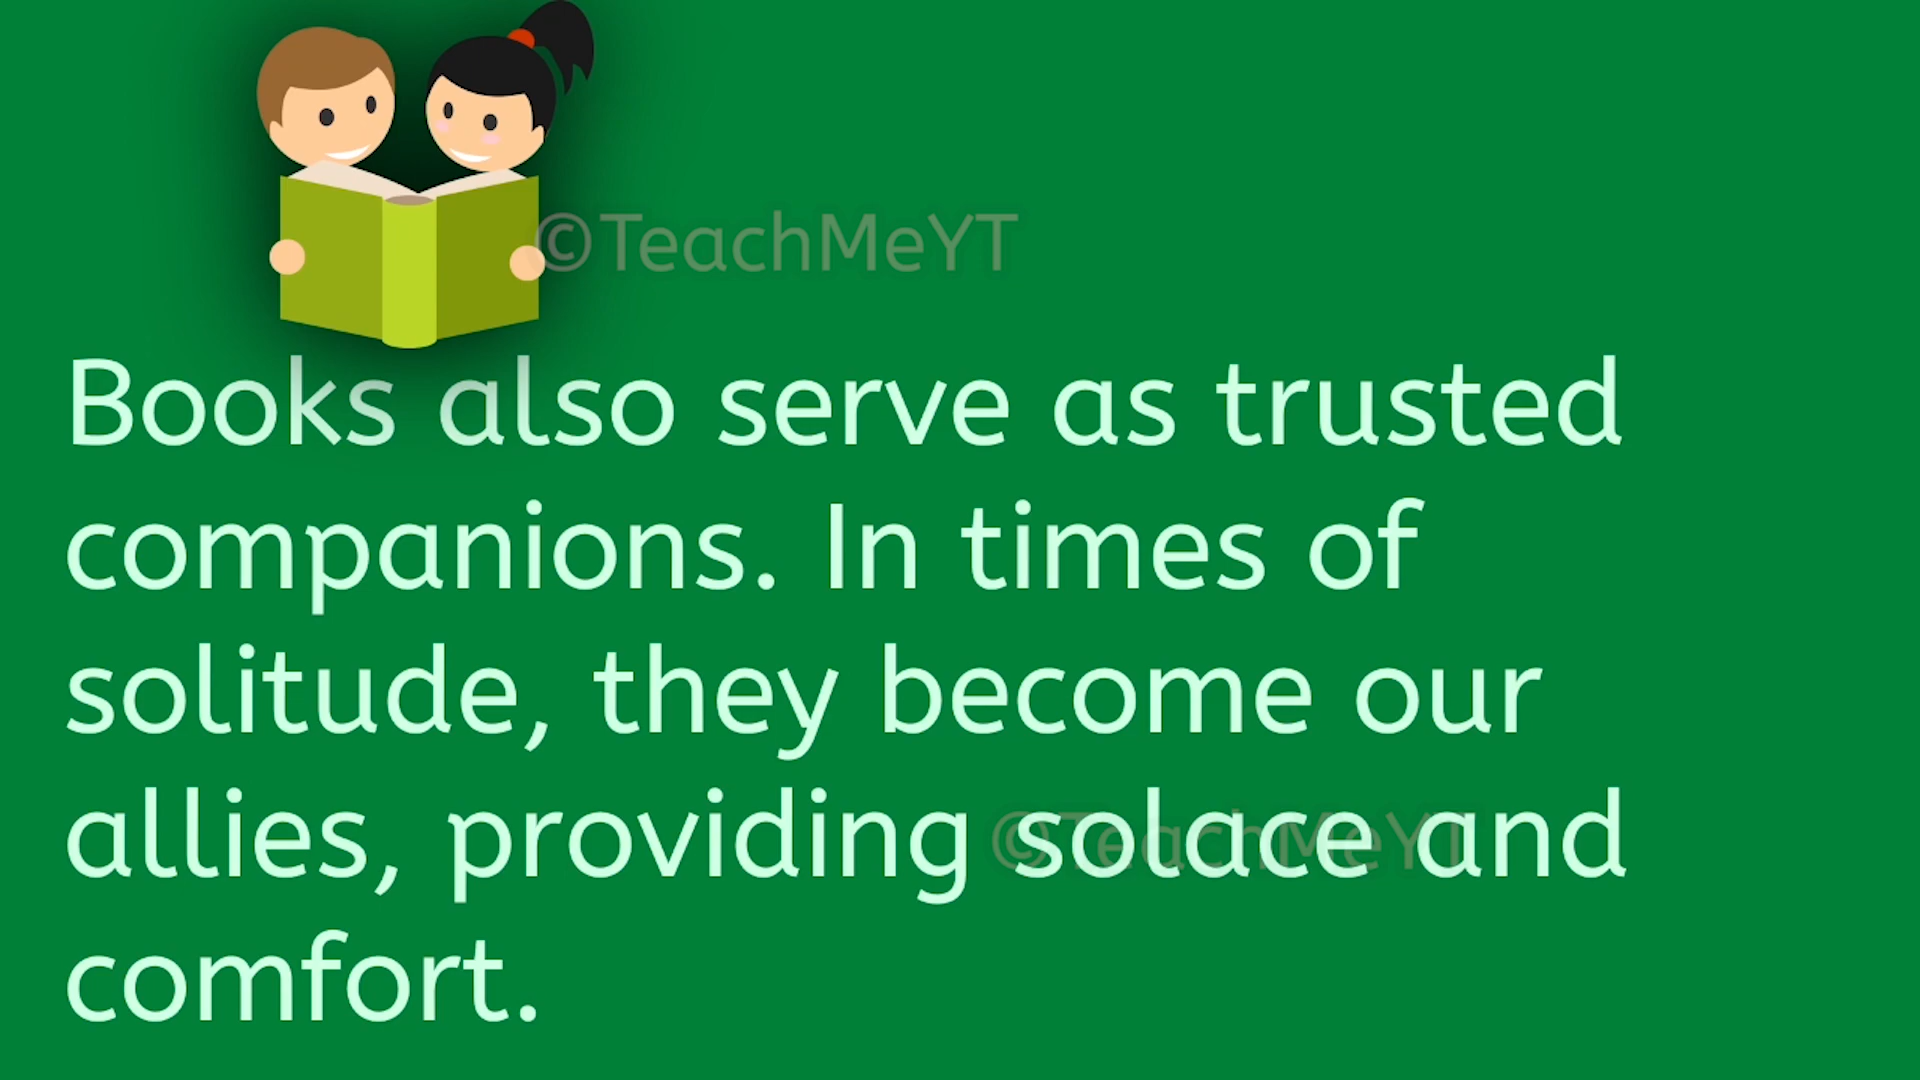 ©TeachMeYT
Books also serve as trusted
companions. In times of
solitude, they become our
allies, providing solace and
comfort.
©TeachMeYT